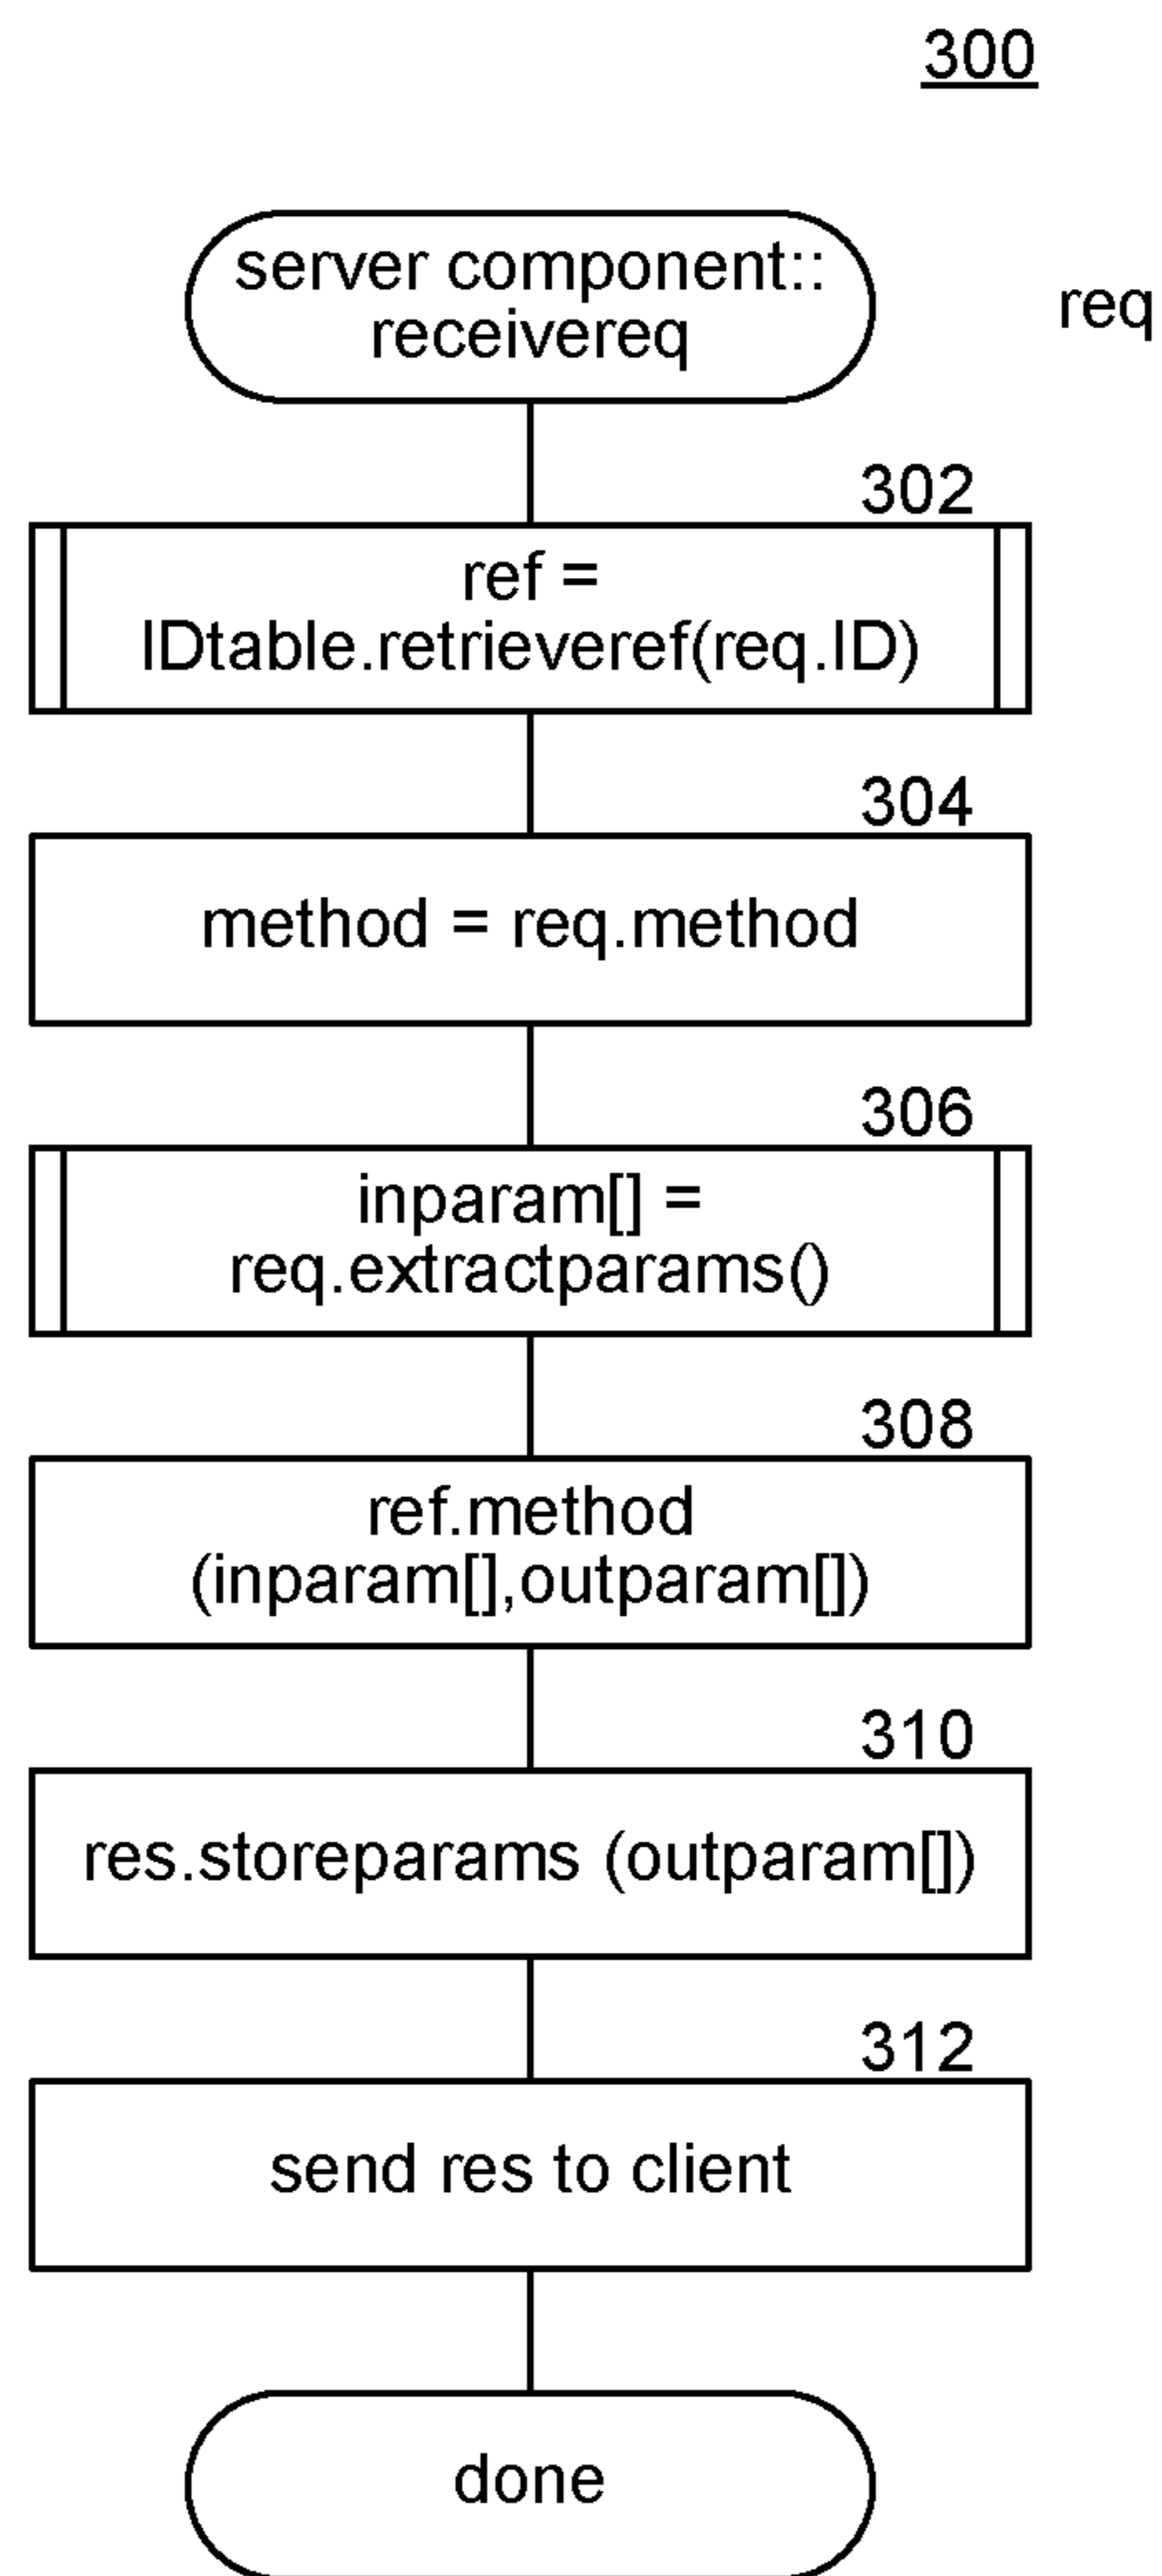 300
server component::
receivereq
req
302
ref =
IDtable.retrieveref(req.ID)
304
method = req.method
306
inparam[] =
req.extractparams()
308
ref.method
(inparam[],outparam[])
310
res.storeparams (outparam[])
312
send res to client
done